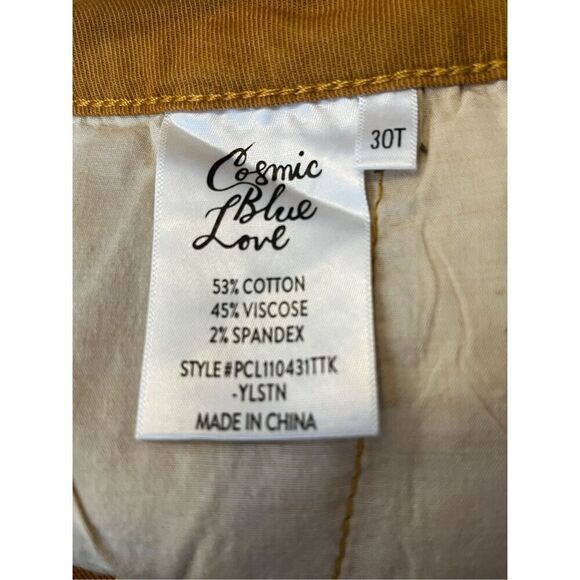 Cosmic
Blue
Love
30T
53% COTTON
45% VISCOSE
2% SPANDEX
STYLE#PCL110431TTK
-YLSTN
MADE IN CHINA